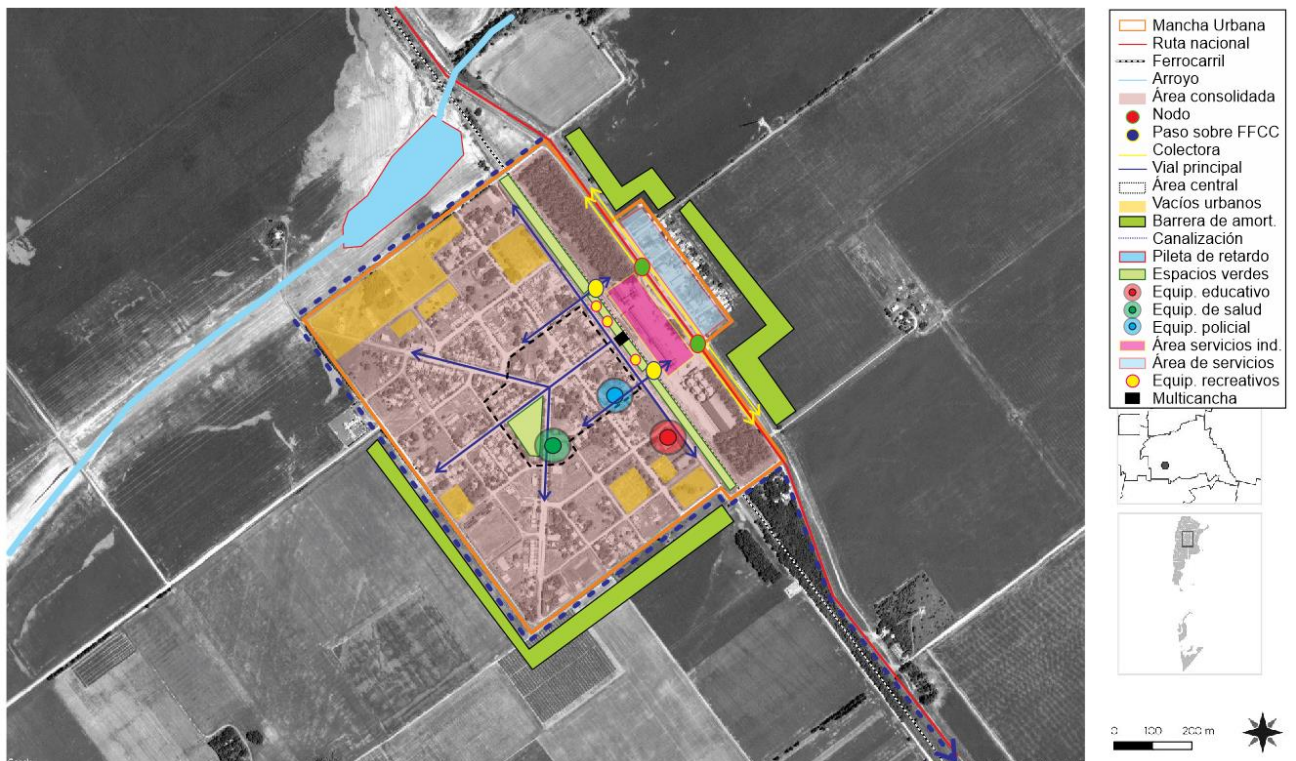 Mancha Urbana
Ruta nacional
Ferrocarril
Arroyo
Área consolidada
Nodo
Paso sobre FFCC
Colectora
Vial principal
Área central
Vacíos urbanos
Barrera de amort.
Canalización
Pileta de retardo
Espacios verdes
Equip. educativo
Equip. de salud
Equip. policial
Área servicios ind.
Área de servicios
Equip. recreativos
Multicancha
0 100 200 m